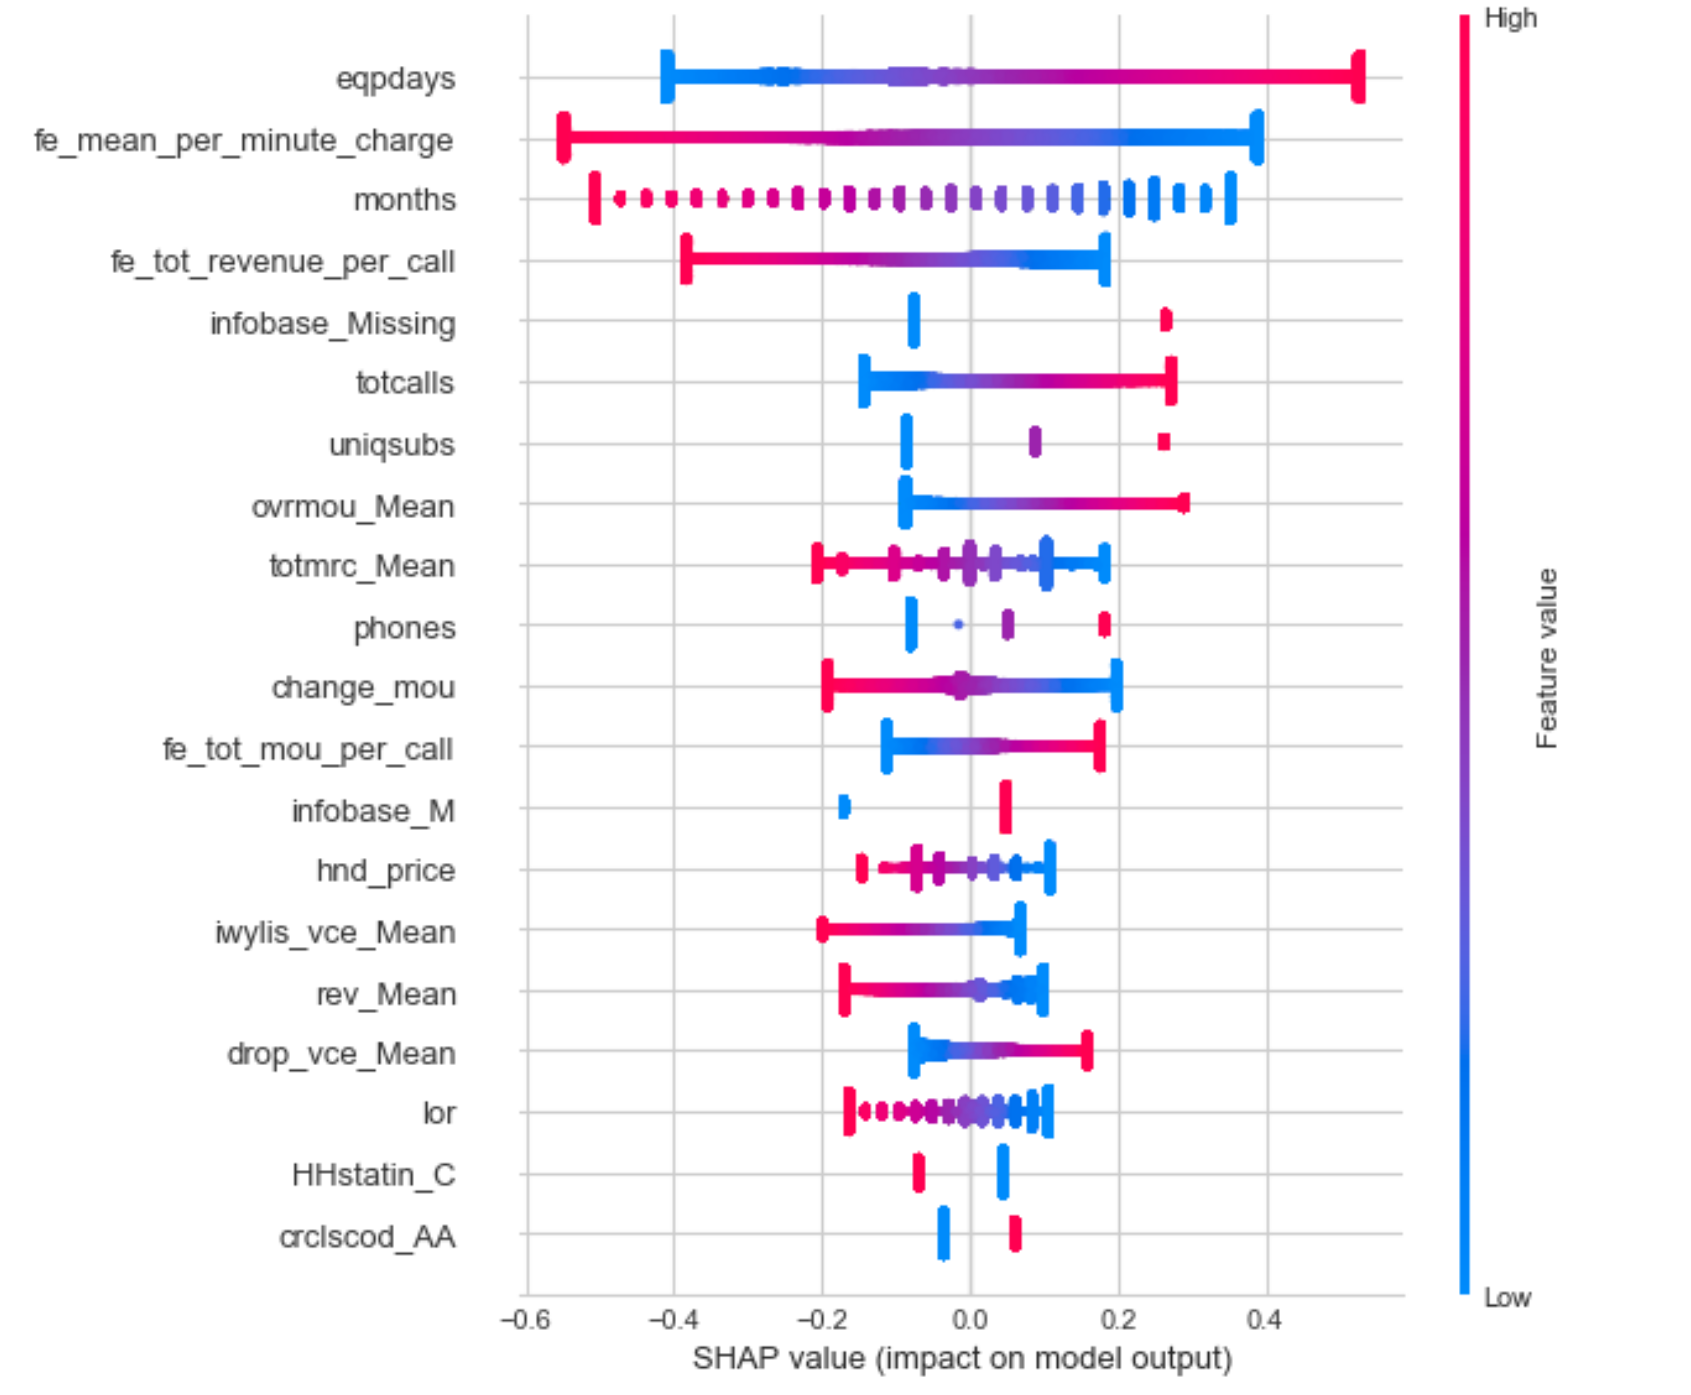 High
eqpdays
fe_mean_per_minute_charge
months
fe_tot_revenue_per_call
infobase_Missing
totcalls
uniqsubs
ovrmou_Mean
totmrc_Mean
phones
change_mou
fe_tot_mou_per_call
infobase_M
hnd_price
iwylis_vce_Mean
rev_Mean
drop_vce_Mean
lor
HHstatin_C
crclscod_AA
Feature value
Low
−0.6 −0.4 −0.2 0.0 0.2 0.4
SHAP value (impact on model output)